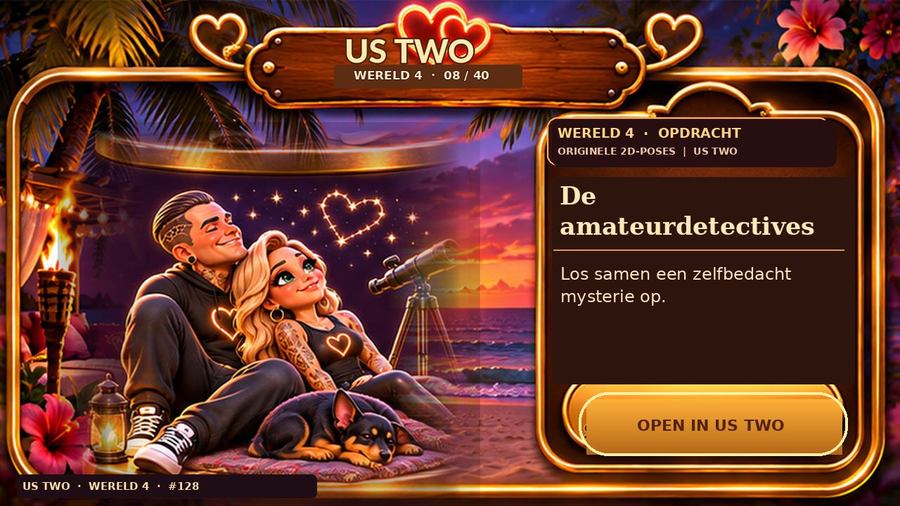 US TWO
WERELD 4 · 08 / 40
WERELD 4 · OPDRACHT
ORIGINELE 2D-POSES | US TWO
De
amateurdetectives
Los samen een zelfbedacht
mysterie op.
OPEN IN US TWO
US TWO · WERELD 4 · #128